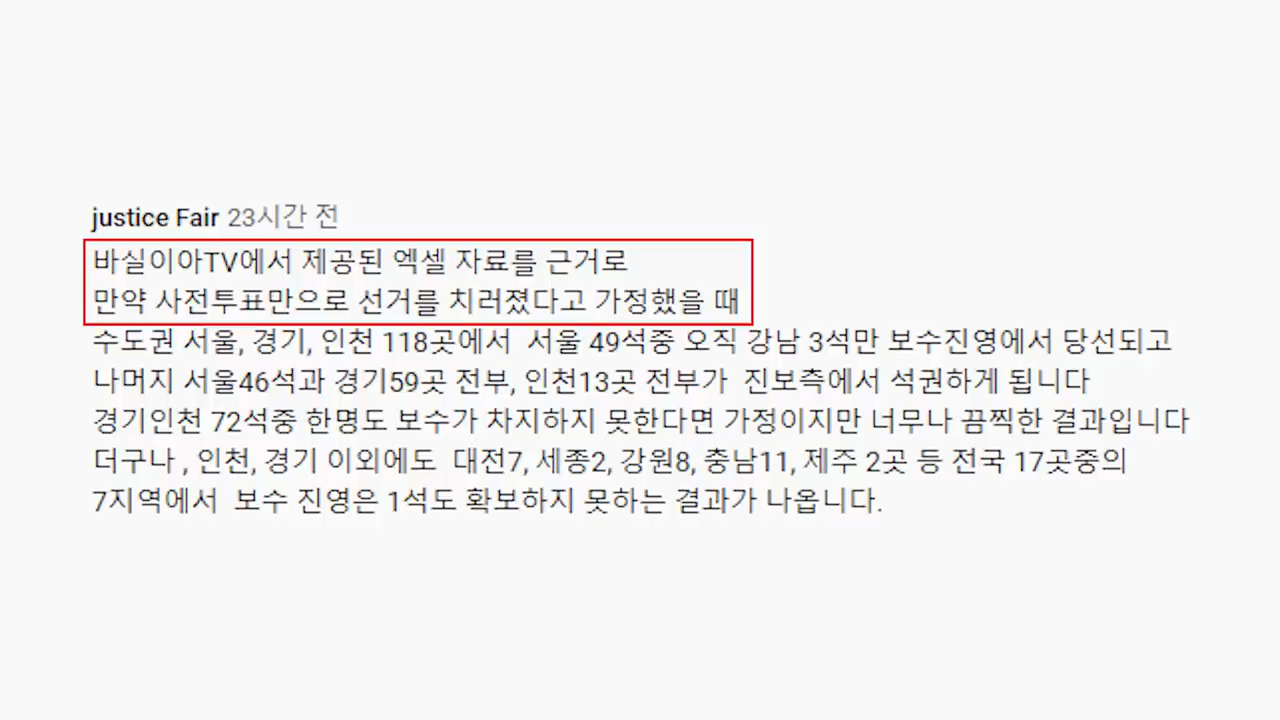 justice Fair 23시간 전
바실이아TV에서 제공된 엑셀 자료를 근거로
만약 사전투표만으로 선거를 치러졌다고 가정했을 때
수도권 서울, 경기, 인천 118곳에서 서울 49석중 오직 강남 3석만 보수진영에서 당선되고
나머지 서울46석과 경기59곳 전부, 인천13곳 전부가 진보측에서 석권하게 됩니다
경기인천 72석중 한명도 보수가 차지하지 못한다면 가정이지만 너무나 끔찍한 결과입니다
더구나 , 인천, 경기 이외에도 대전7, 세종2, 강원8, 충남11, 제주 2곳 등 전국 17곳중의
7지역에서 보수 진영은 1석도 확보하지 못하는 결과가 나옵니다.